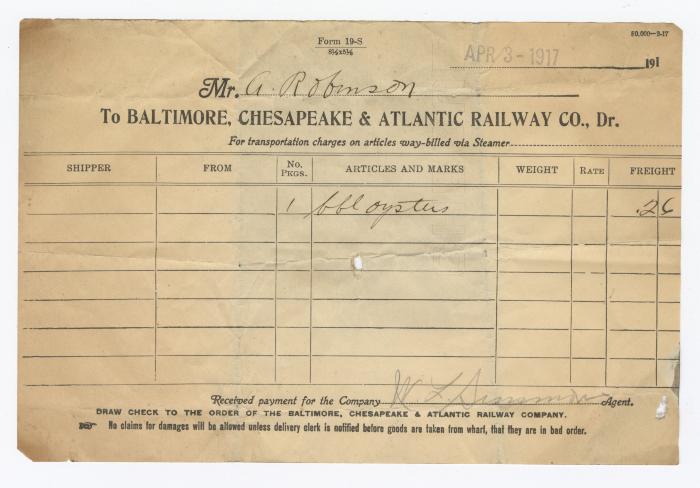 Form 19-S
8½x5½
80,000—3-17
APR 3 - 1917 191
Mr. A. Robinson
To BALTIMORE, CHESAPEAKE & ATLANTIC RAILWAY CO., Dr.
For transportation charges on articles way-billed via Steamer
SHIPPER FROM No. PKGS. ARTICLES AND MARKS WEIGHT RATE FREIGHT
1 bbl oysters .26
Received payment for the Company W L Agent.
DRAW CHECK TO THE ORDER OF THE BALTIMORE, CHESAPEAKE & ATLANTIC RAILWAY COMPANY.
No claims for damages will be allowed unless delivery clerk is notified before goods are taken from wharf, that they are in bad order.